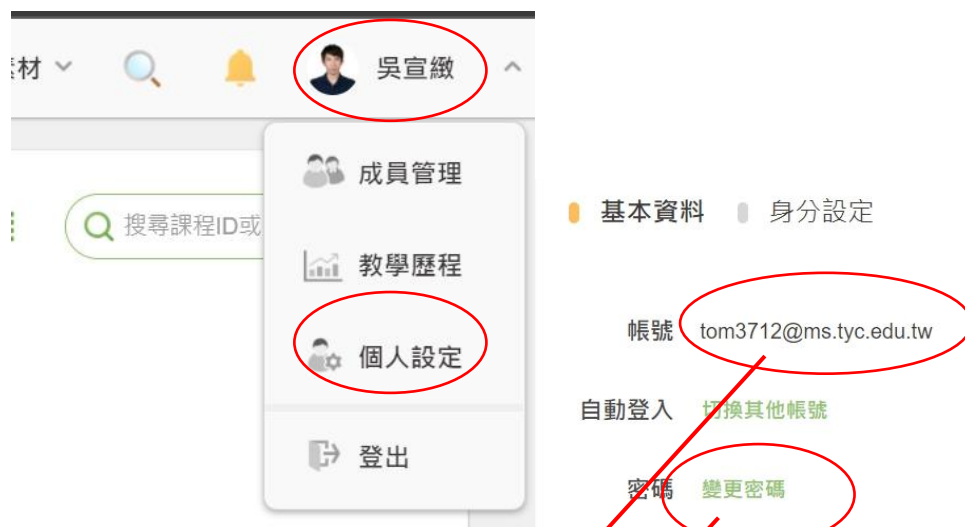 材
吳宣緻
成員管理
搜尋課程ID或
教學歷程
個人設定
登出
基本資料 身分設定
帳號 tom3712@ms.tyc.edu.tw
自動登入 切換其他帳號
密碼 變更密碼